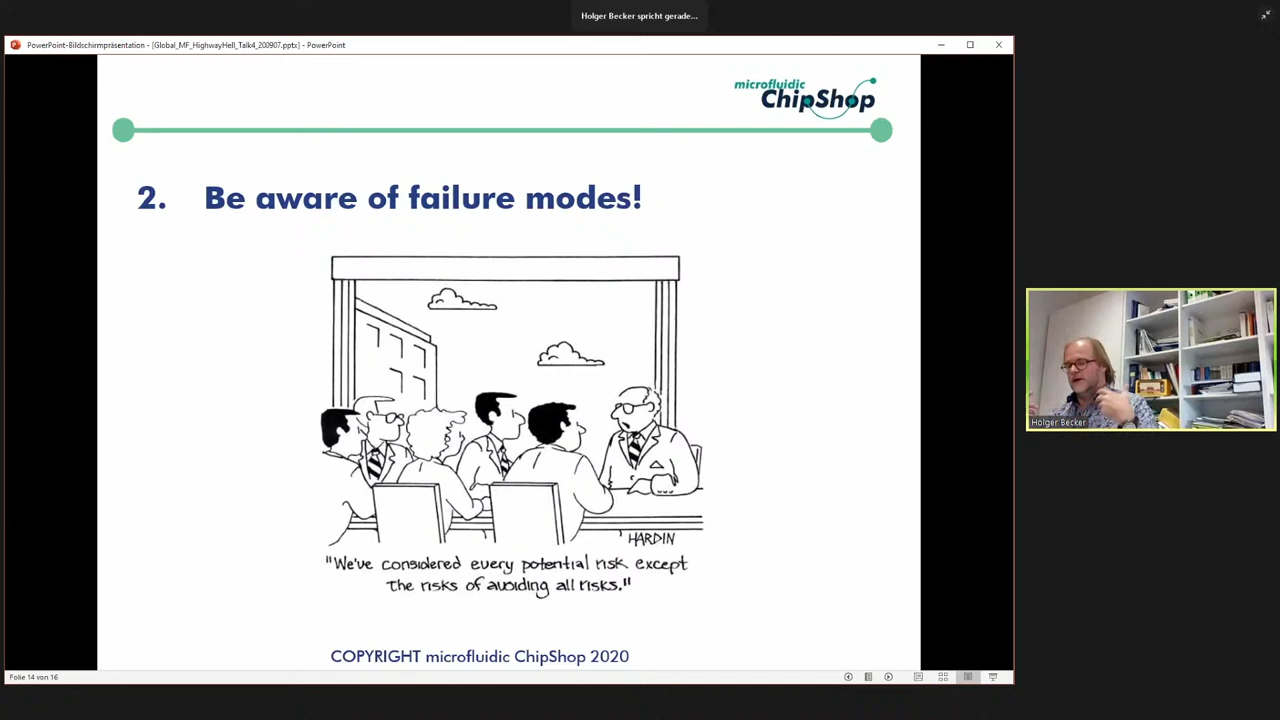 Holger Becker spricht gerade...
PowerPoint-Bildschirmpräsentation - [Global_MF_HighwayHell_Talk4_200907.pptx] - PowerPoint
microfluidic
ChipShop
2. Be aware of failure modes!
HARDIN
"We've considered every potential risk except
the risks of avoiding all risks."
COPYRIGHT microfluidic ChipShop 2020
Folie 14 von 16
Holger Becker